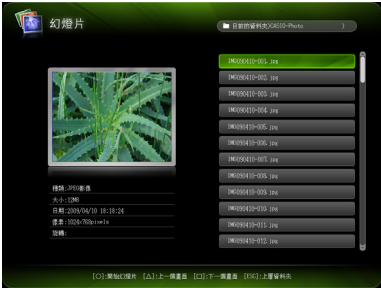 幻燈片
目前的資料夾>CASIO-Photo
IMG090410-001.jpg
IMG090410-002.jpg
IMG090410-003.jpg
IMG090410-004.jpg
IMG090410-005.jpg
IMG090410-006.jpg
IMG090410-007.jpg
IMG090410-008.jpg
IMG090410-009.jpg
IMG090410-010.jpg
IMG090410-011.jpg
IMG090410-012.jpg
種類:JPEG影像
大小:12MB
日期:2009/04/10 18:18:24
像素:1024x768pixels
旋轉:
[○]:開始幻燈片 [△]:上一個畫面 [□]:下一個畫面 [ESC]:上層資料夾